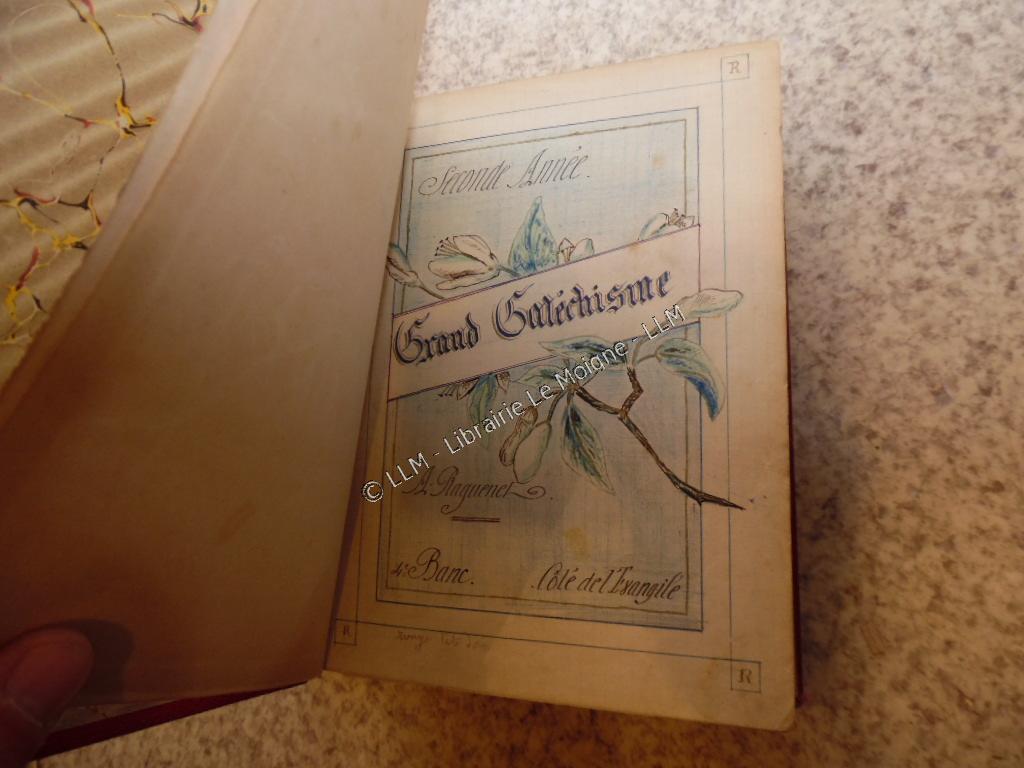 R
Seconde Année.
Grand Catéchisme
© LLM - Librairie Le Moigne - LLM
A. Raguenet.
4e Banc. Côté de l'Evangile
R
R